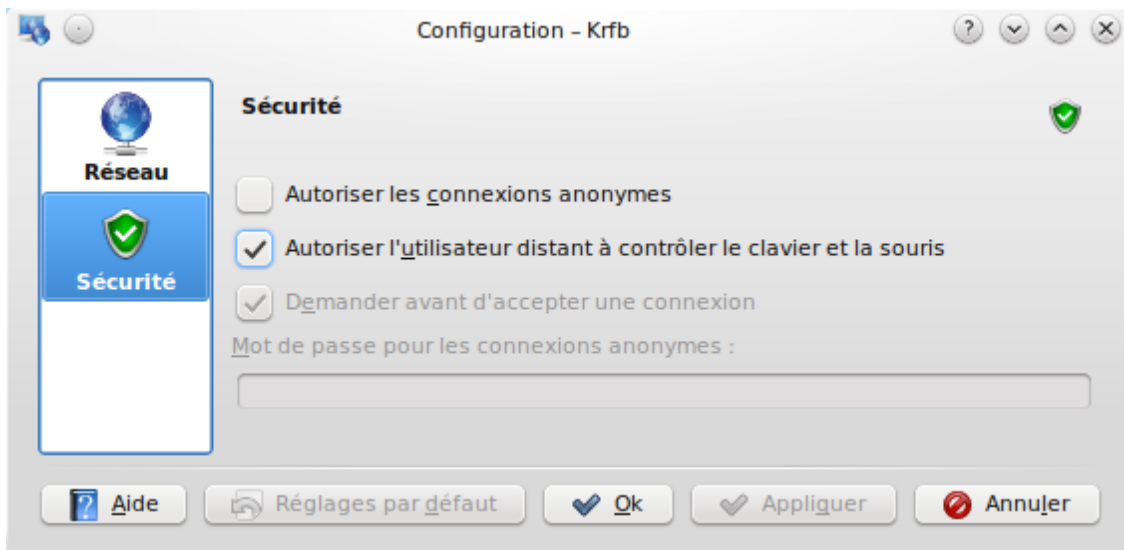 Configuration – Krfb
Réseau
Sécurité
Sécurité
Autoriser les connexions anonymes
Autoriser l'utilisateur distant à contrôler le clavier et la souris
Demander avant d'accepter une connexion
Mot de passe pour les connexions anonymes :
Aide
Réglages par défaut
Ok
Appliquer
Annuler